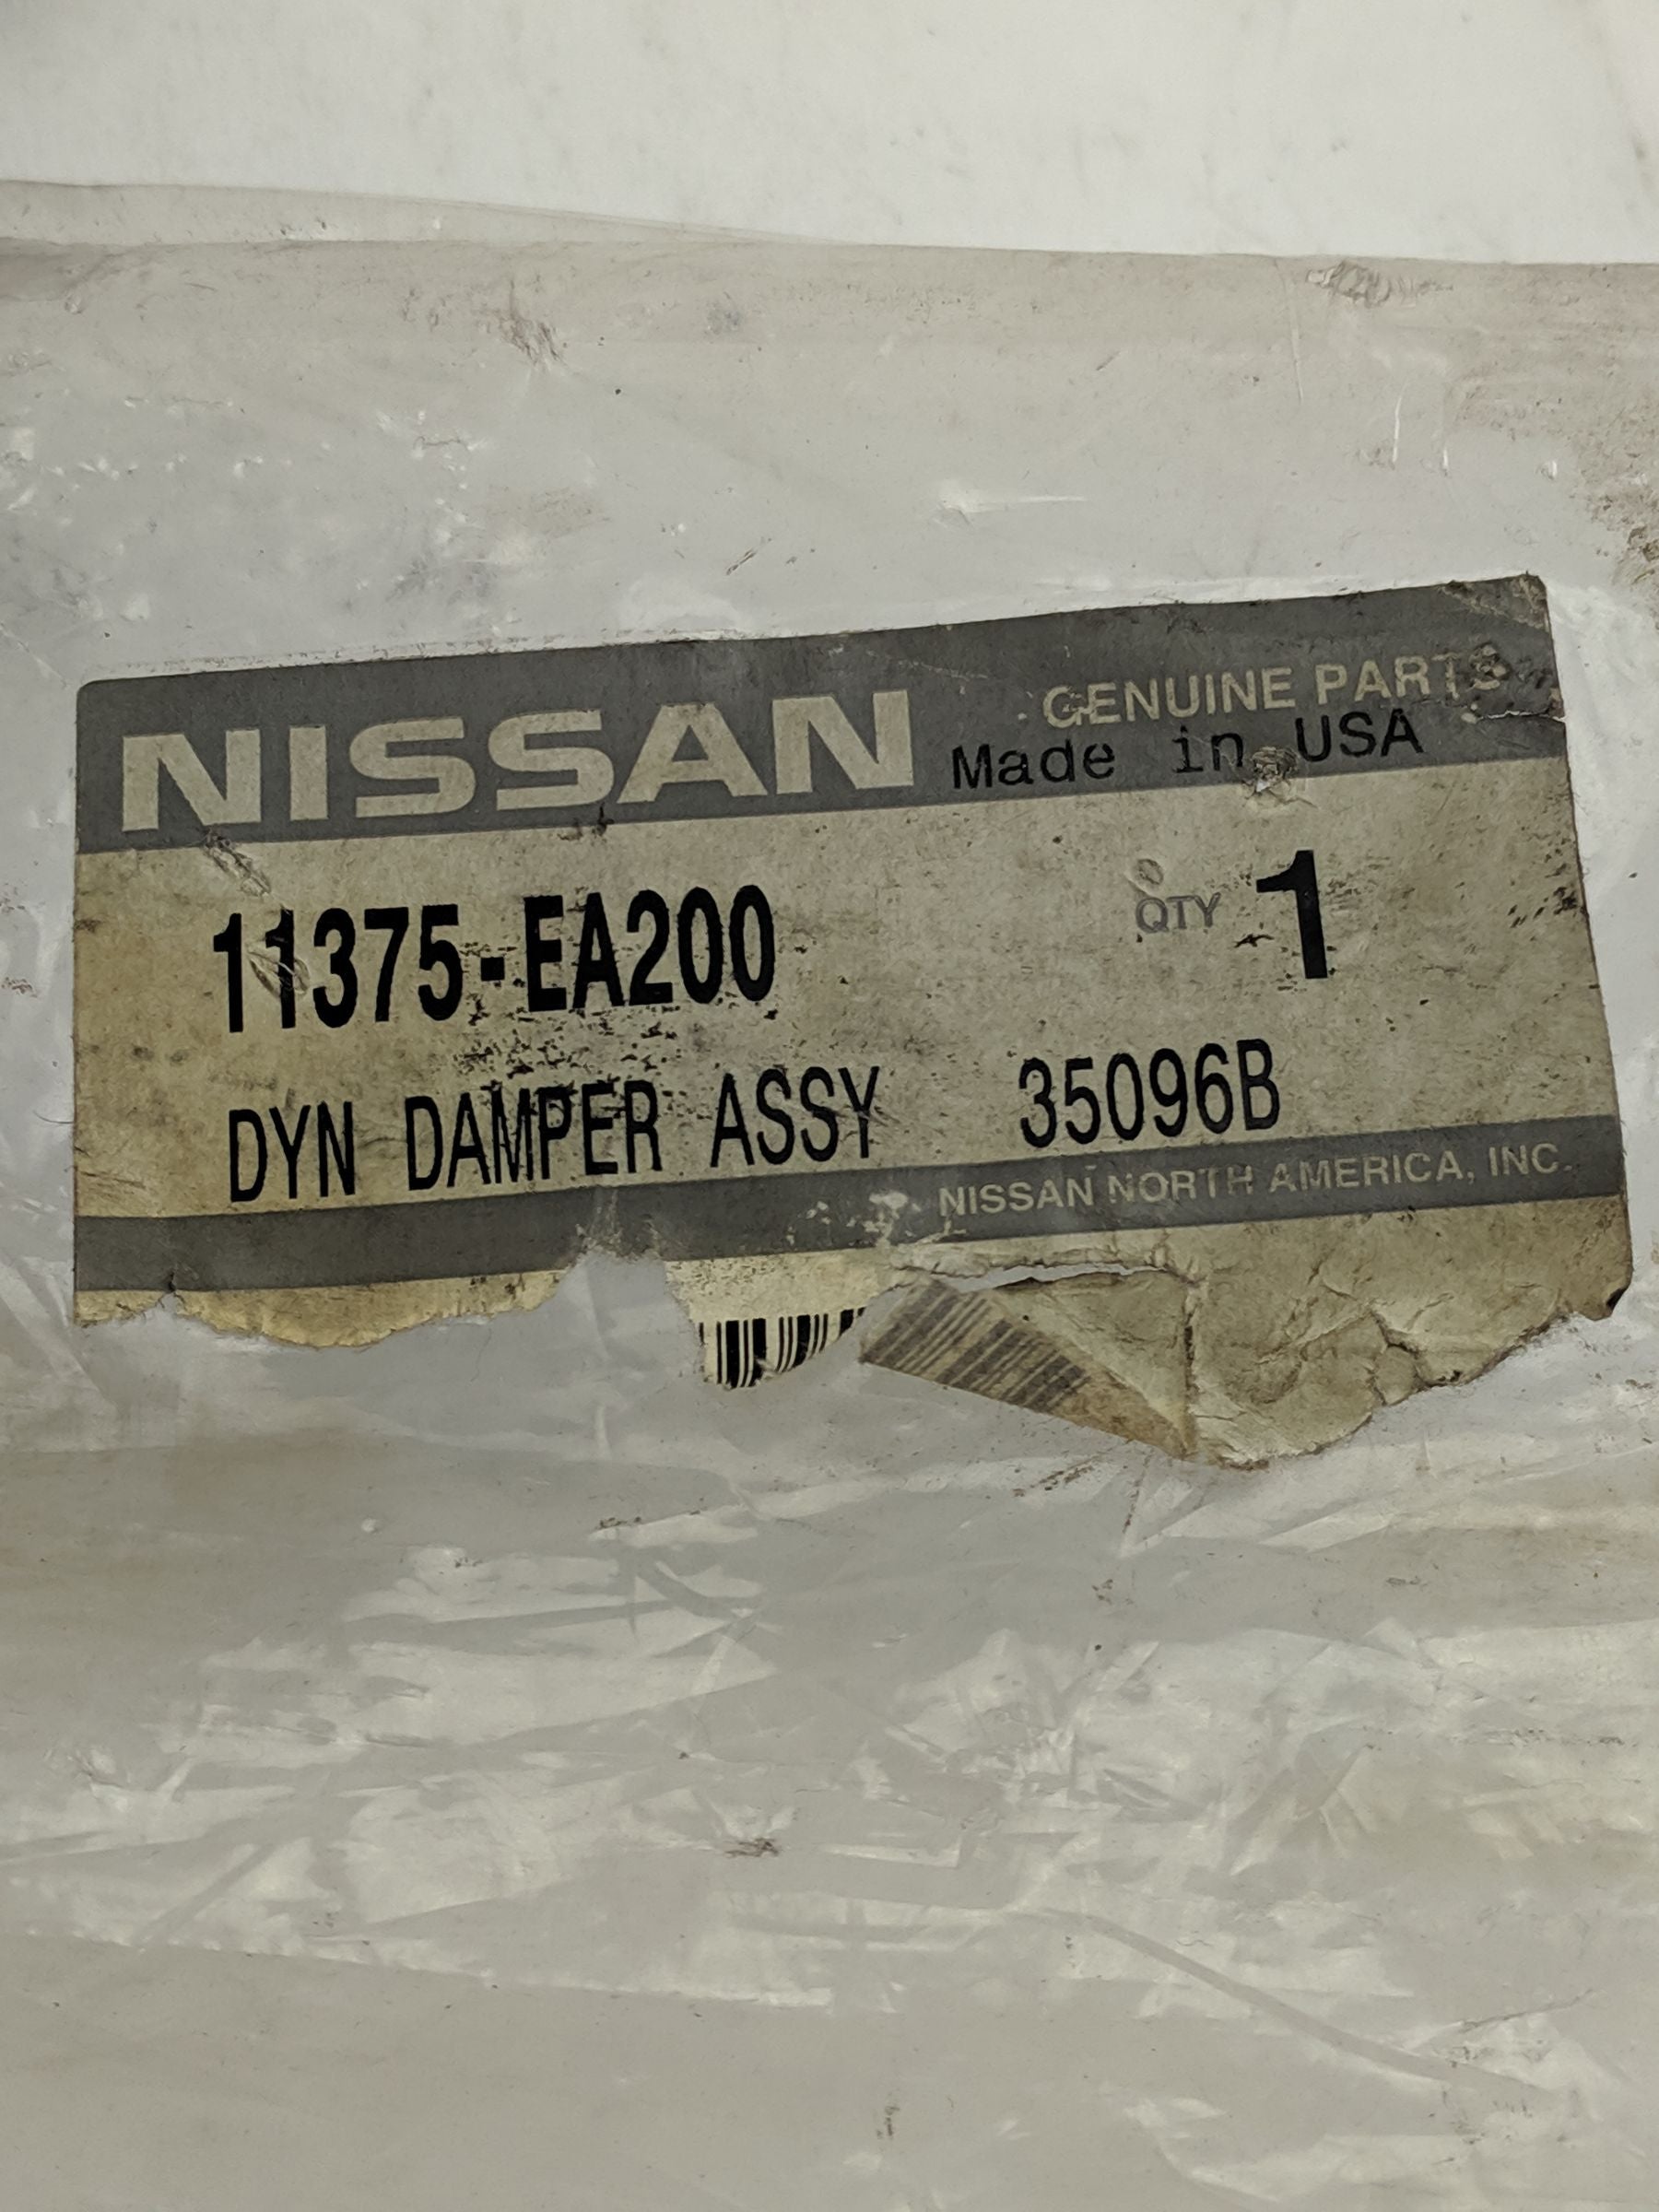 NISSAN GENUINE PARTS
Made in USA
11375-EA200 QTY 1
DYN DAMPER ASSY 35096B
NISSAN NORTH AMERICA, INC.